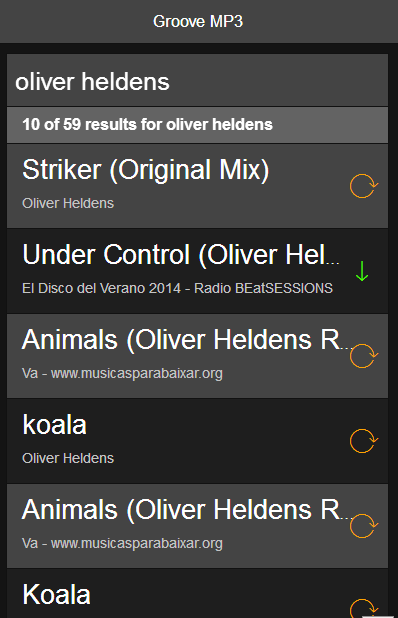 Groove MP3
oliver heldens
10 of 59 results for oliver heldens
Striker (Original Mix)
Oliver Heldens
Under Control (Oliver Hel...
El Disco del Verano 2014 - Radio BEatSESSIONS
Animals (Oliver Heldens R...
Va - www.musicasparabaixar.org
koala
Oliver Heldens
Animals (Oliver Heldens R...
Va - www.musicasparabaixar.org
Koala